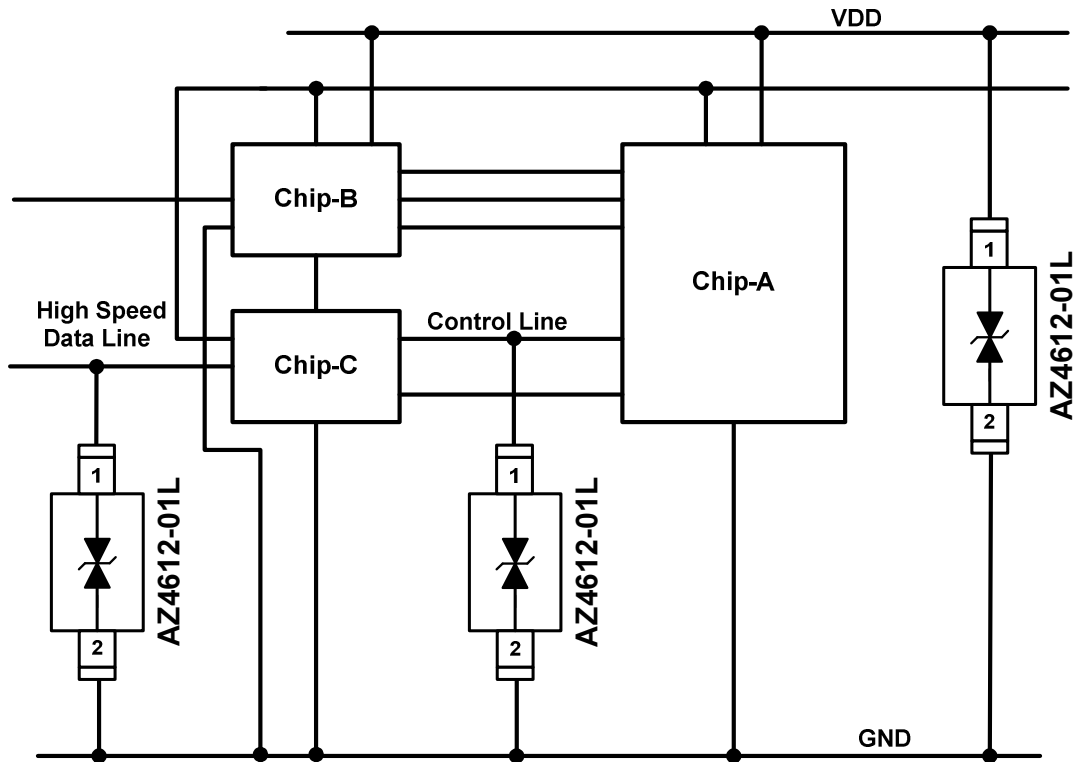 VDD
Chip-B
Chip-A
1
AZ4612-01L
2
High Speed
Data Line
Control Line
Chip-C
1
AZ4612-01L
2
1
AZ4612-01L
2
GND